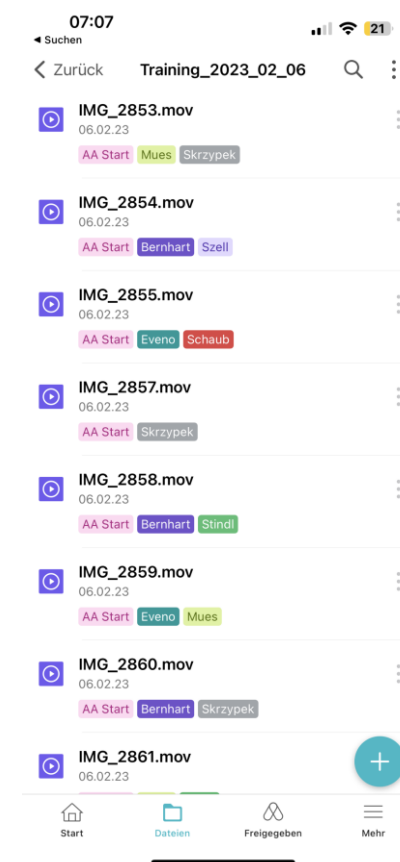 07:07
21
Suchen
Zurück Training_2023_02_06
IMG_2853.mov
06.02.23
AA Start Mues Skrzypek
IMG_2854.mov
06.02.23
AA Start Bernhart Szell
IMG_2855.mov
06.02.23
AA Start Eveno Schaub
IMG_2857.mov
06.02.23
AA Start Skrzypek
IMG_2858.mov
06.02.23
AA Start Bernhart Stindl
IMG_2859.mov
06.02.23
AA Start Eveno Mues
IMG_2860.mov
06.02.23
AA Start Bernhart Skrzypek
IMG_2861.mov
06.02.23
Start Dateien Freigegeben Mehr